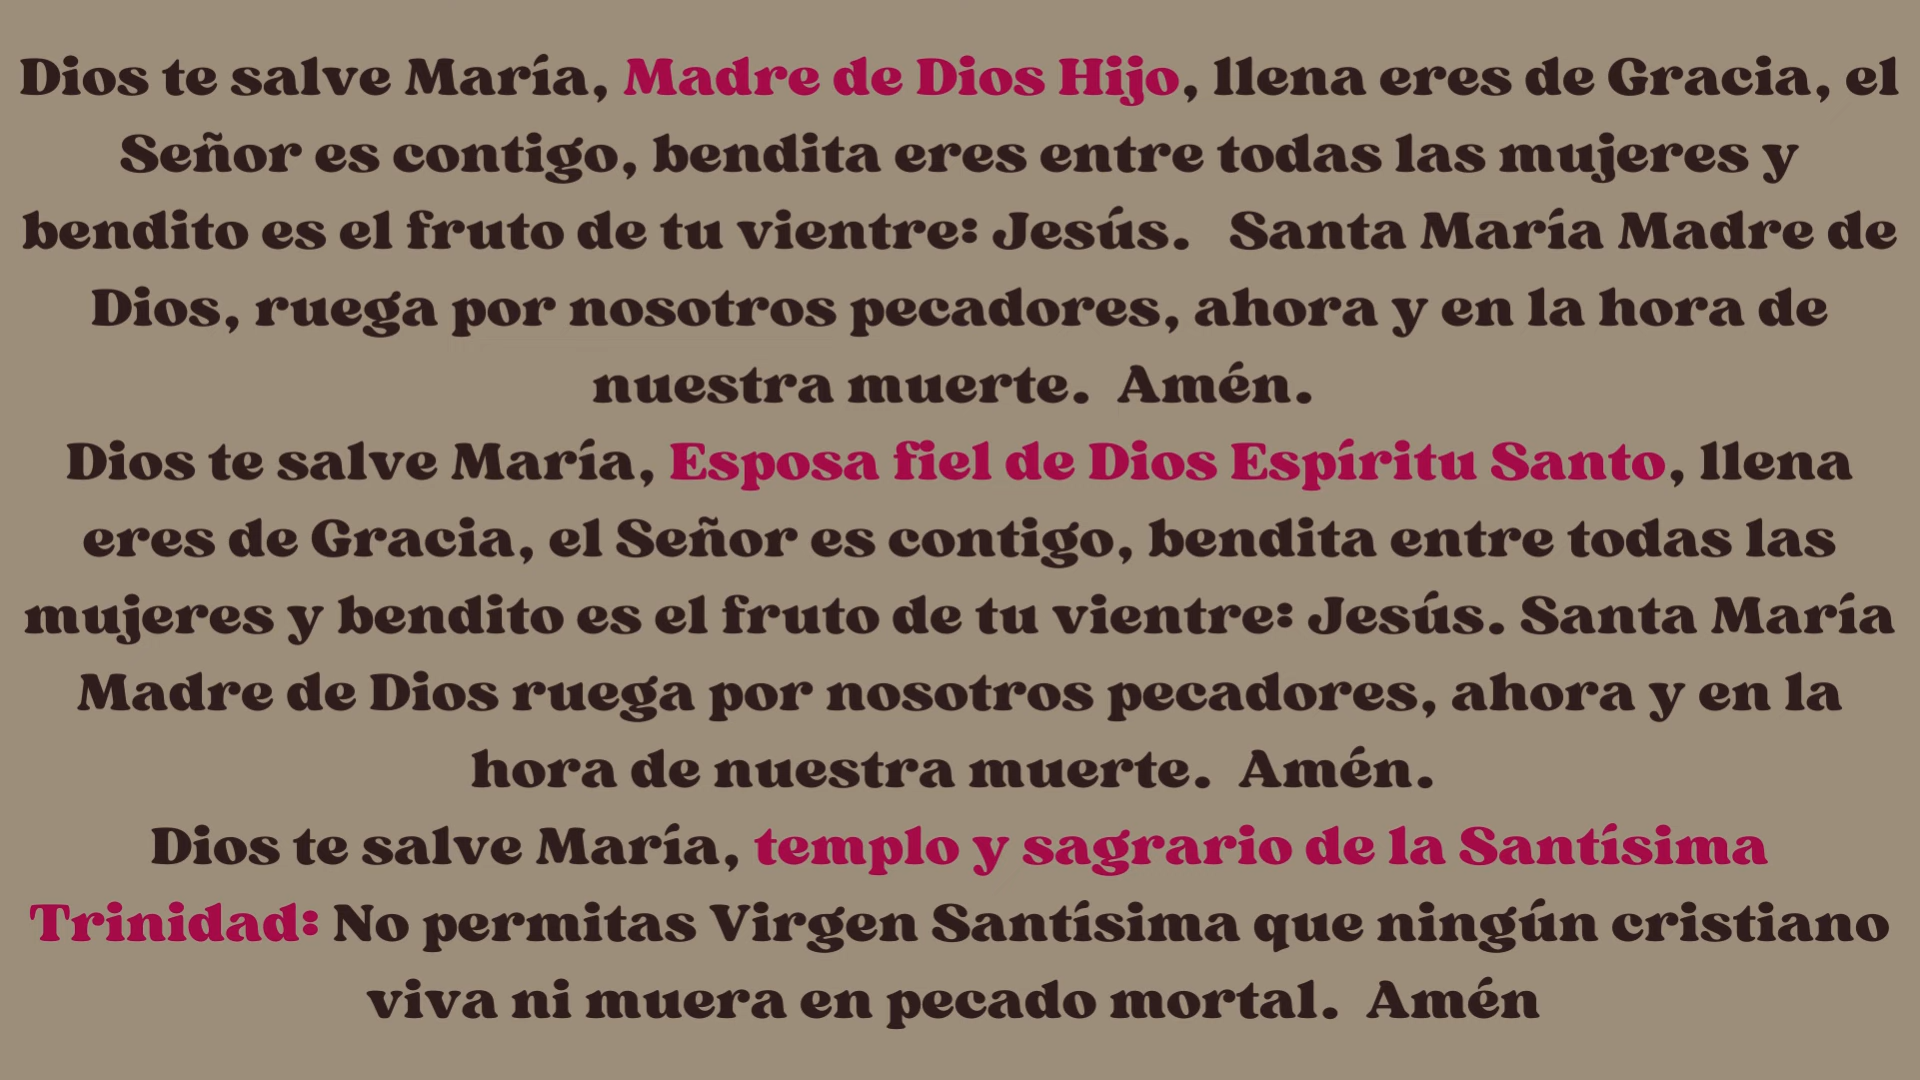 Dios te salve María, Madre de Dios Hijo, llena eres de Gracia, el
Señor es contigo, bendita eres entre todas las mujeres y
bendito es el fruto de tu vientre: Jesús. Santa María Madre de
Dios, ruega por nosotros pecadores, ahora y en la hora de
nuestra muerte. Amén.
Dios te salve María, Esposa fiel de Dios Espíritu Santo, llena
eres de Gracia, el Señor es contigo, bendita entre todas las
mujeres y bendito es el fruto de tu vientre: Jesús. Santa María
Madre de Dios ruega por nosotros pecadores, ahora y en la
hora de nuestra muerte. Amén.
Dios te salve María, templo y sagrario de la Santísima
Trinidad: No permitas Virgen Santísima que ningún cristiano
viva ni muera en pecado mortal. Amén